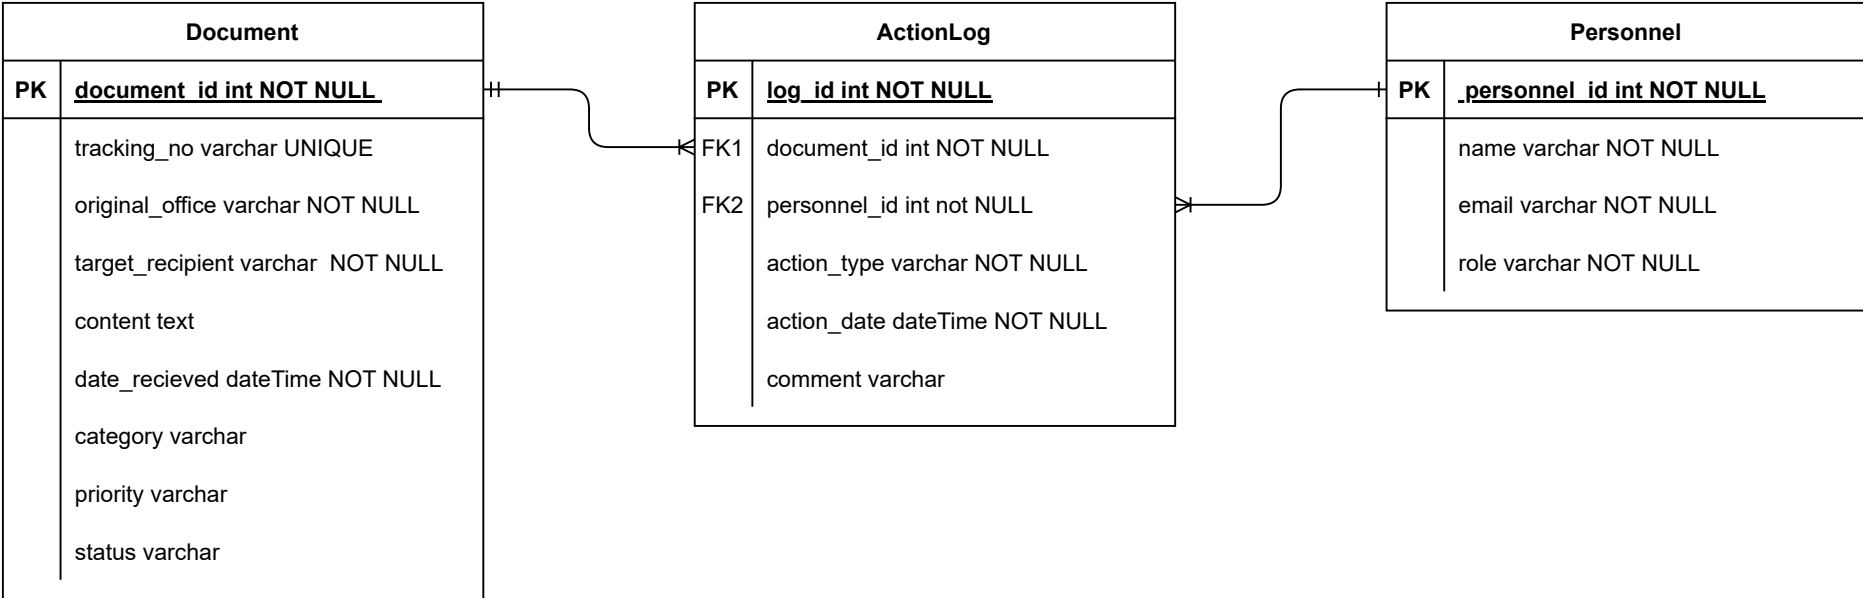 Document
PK document_id int NOT NULL
tracking_no varchar UNIQUE
original_office varchar NOT NULL
target_recipient varchar NOT NULL
content text
date_recieved dateTime NOT NULL
category varchar
priority varchar
status varchar
ActionLog
PK log_id int NOT NULL
FK1 document_id int NOT NULL
FK2 personnel_id int not NULL
action_type varchar NOT NULL
action_date dateTime NOT NULL
comment varchar
Personnel
PK personnel_id int NOT NULL
name varchar NOT NULL
email varchar NOT NULL
role varchar NOT NULL